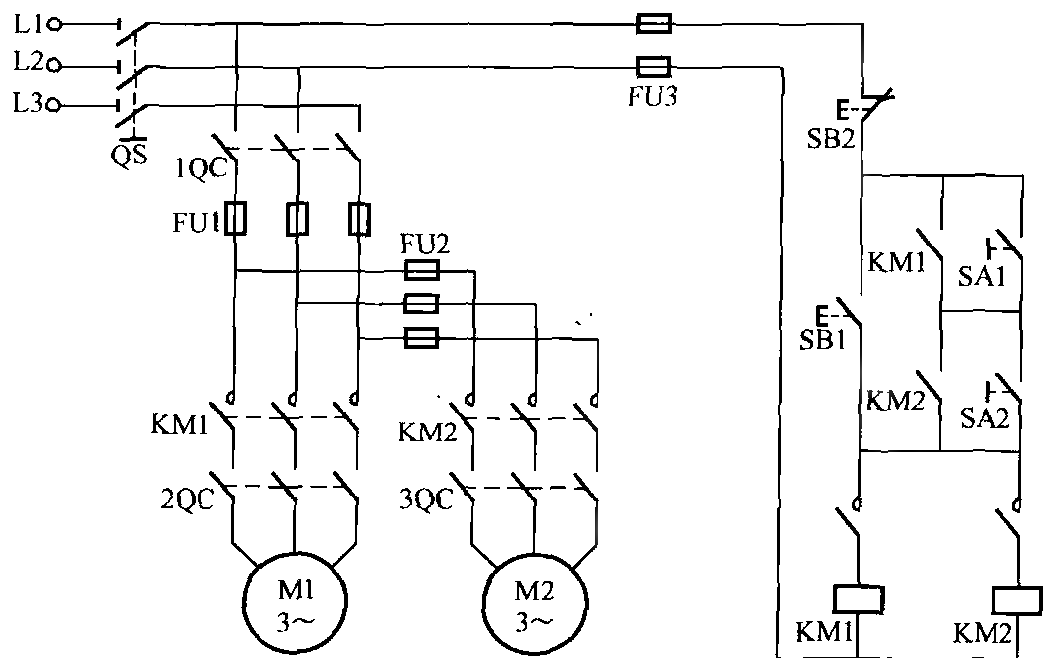 L1
L2
L3
QS
FU3
SB2
1QC
FU1
FU2
KM1
SA1
SB1
KM2
SA2
KM1
KM2
2QC
3QC
M1
3～
M2
3～
KM1
KM2